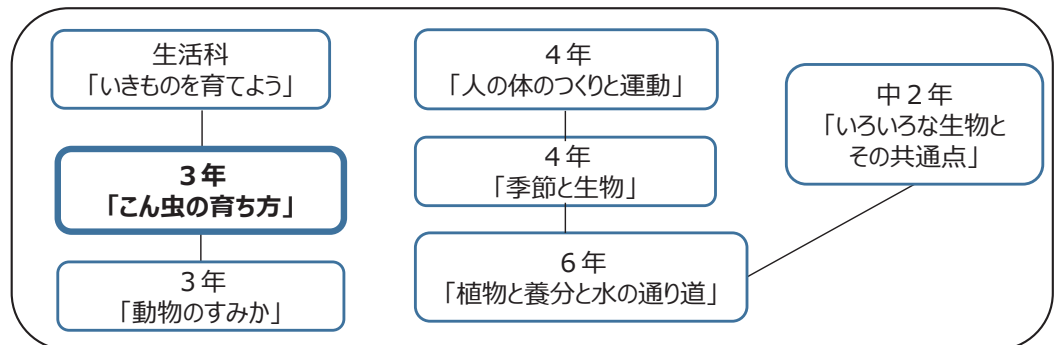 生活科
「いきものを育てよう」
３年
「こん虫の育ち方」
３年
「動物のすみか」
４年
「人の体のつくりと運動」
４年
「季節と生物」
６年
「植物と養分と水の通り道」
中２年
「いろいろな生物と
その共通点」